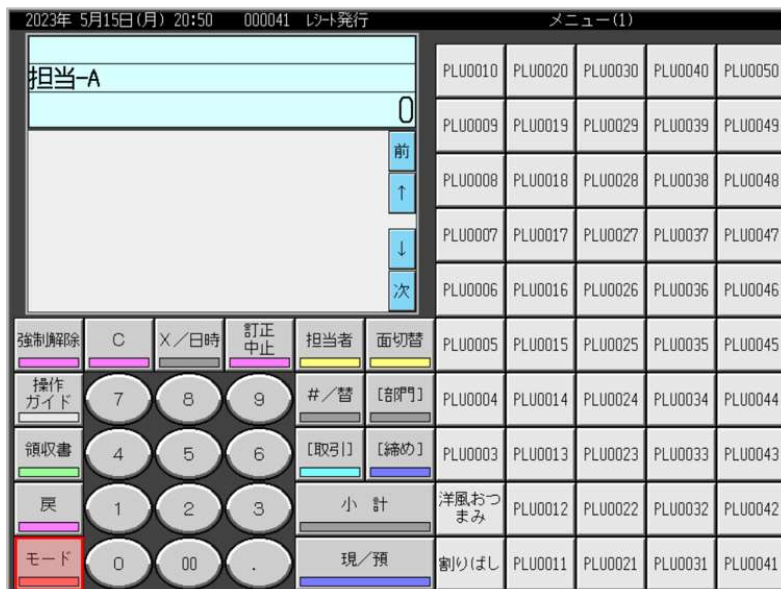 2023年 5月15日(月) 20:50 000041 レシート発行 メニュー(1)
担当-A
0
前
↑
↓
次
強制解除 C X/日時 訂正中止 担当者 面切替
操作ガイド 7 8 9 #/替 [部門]
領収書 4 5 6 [取引] [締め]
戻 1 2 3 小 計
モード 0 00 . 現/預
PLU0010 PLU0020 PLU0030 PLU0040 PLU0050
PLU0009 PLU0019 PLU0029 PLU0039 PLU0049
PLU0008 PLU0018 PLU0028 PLU0038 PLU0048
PLU0007 PLU0017 PLU0027 PLU0037 PLU0047
PLU0006 PLU0016 PLU0026 PLU0036 PLU0046
PLU0005 PLU0015 PLU0025 PLU0035 PLU0045
PLU0004 PLU0014 PLU0024 PLU0034 PLU0044
PLU0003 PLU0013 PLU0023 PLU0033 PLU0043
洋風おつまみ PLU0012 PLU0022 PLU0032 PLU0042
割りばし PLU0011 PLU0021 PLU0031 PLU0041